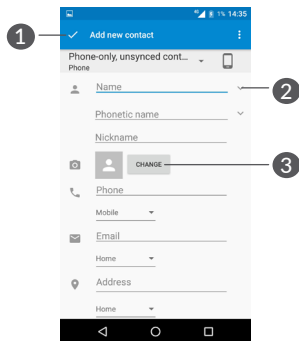 4G 1% 14:35
1
Add new contact
Phone-only, unsynced cont...
Phone
Name
2
Phonetic name
Nickname
CHANGE
3
Phone
Mobile
Email
Home
Address
Home